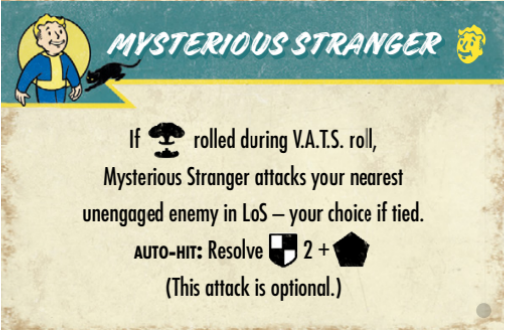 MYSTERIOUS STRANGER
If rolled during V.A.T.S. roll,
Mysterious Stranger attacks your nearest
unengaged enemy in LoS – your choice if tied.
AUTO-HIT: Resolve 2 +
(This attack is optional.)